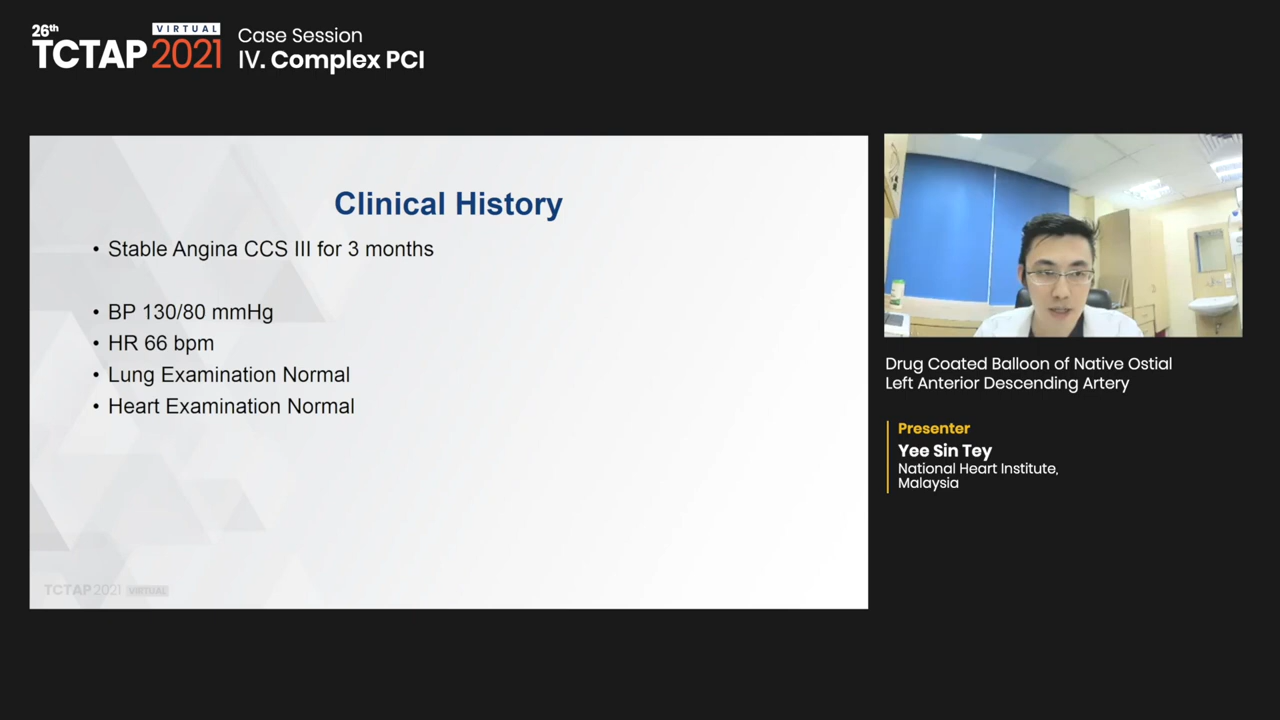 26th
VIRTUAL
TCTAP 2021
Case Session
IV. Complex PCI
Clinical History
• Stable Angina CCS III for 3 months
• BP 130/80 mmHg
• HR 66 bpm
• Lung Examination Normal
• Heart Examination Normal
TCTAP 2021 VIRTUAL
Drug Coated Balloon of Native Ostial
Left Anterior Descending Artery
Presenter
Yee Sin Tey
National Heart Institute,
Malaysia